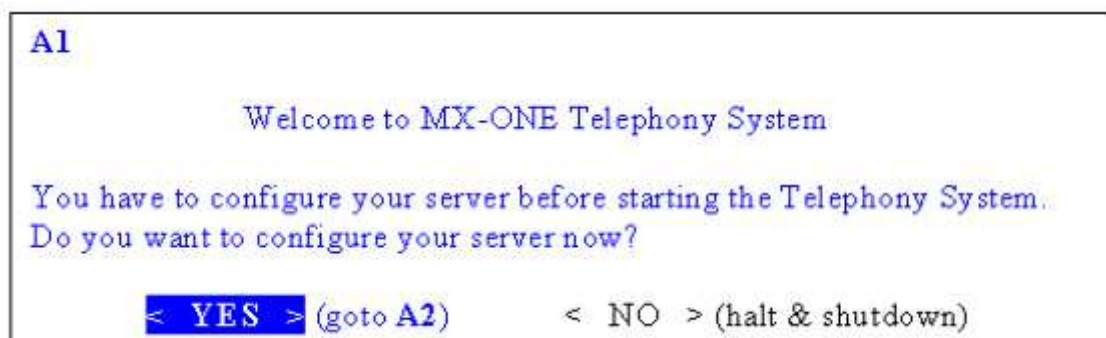 A1
Welcome to MX-ONE Telephony System
You have to configure your server before starting the Telephony System.
Do you want to configure your server now?
< YES > (goto A2) < NO > (halt & shutdown)